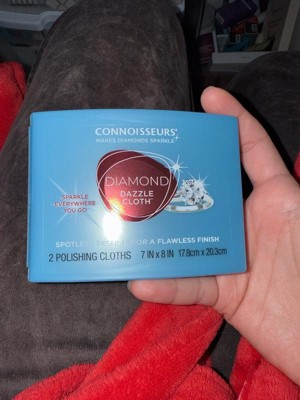 CONNOISSEURS
MAKES DIAMONDS SPARKLE
DIAMOND
DAZZLE
CLOTH™
SPARKLE
EVERYWHERE
YOU GO
FOR A FLAWLESS FINISH
2 POLISHING CLOTHS 7 IN X 8 IN 17.8cm x 20.3cm